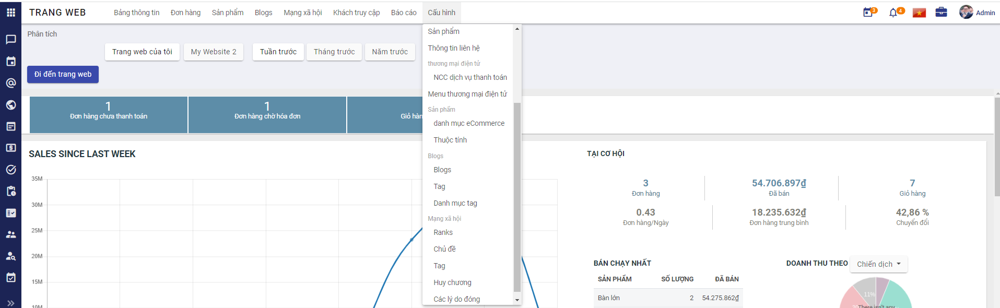 TRANG WEB
Bảng thông tin
Đơn hàng
Sản phẩm
Blogs
Mạng xã hội
Khách truy cập
Báo cáo
Cấu hình
3
4
Admin
Phân tích
Trang web của tôi
My Website 2
Tuần trước
Tháng trước
Năm trước
Đi đến trang web
Sản phẩm
Thông tin liên hệ
thương mại điện tử
NCC dịch vụ thanh toán
Menu thương mại điện tử
Sản phẩm
danh mục eCommerce
Thuộc tính
Blogs
Blogs
Tag
Danh mục tag
Mạng xã hội
Ranks
Chủ đề
Tag
Huy chương
Các lý do đóng
1
Đơn hàng chưa thanh toán
1
Đơn hàng chờ hóa đơn
Giỏ hàn
SALES SINCE LAST WEEK
35M
30M
25M
20M
15M
10M
TẠI CƠ HỘI
3
Đơn hàng
54.706.897₫
Đã bán
7
Giỏ hàng
0.43
Đơn hàng/Ngày
18.235.632₫
Đơn hàng trung bình
42,86 %
Chuyển đổi
BÁN CHẠY NHẤT
SẢN PHẨM SỐ LƯỢNG ĐÃ BÁN
Bàn lớn 2 54.275.862₫
DOANH THU THEO
Chiến dịch
11%
There isn't any